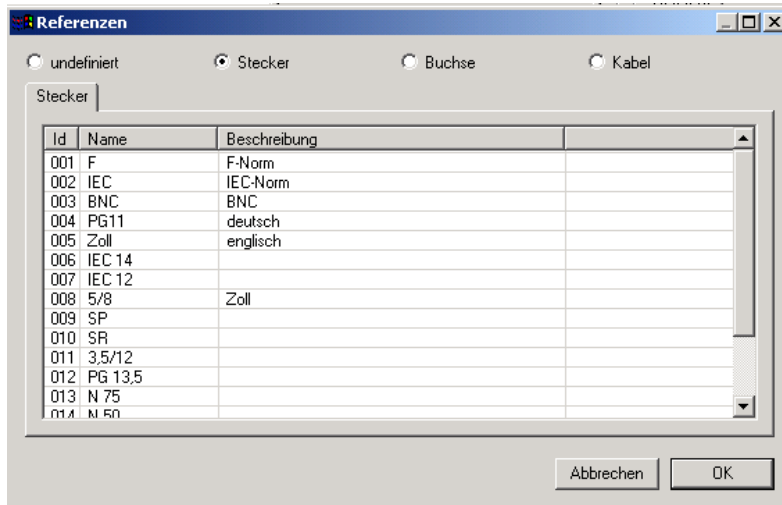 Referenzen
undefiniert Stecker Buchse Kabel
Stecker
Id Name Beschreibung
001 F F-Norm
002 IEC IEC-Norm
003 BNC BNC
004 PG11 deutsch
005 Zoll englisch
006 IEC 14
007 IEC 12
008 5/8 Zoll
009 SP
010 SR
011 3,5/12
012 PG 13,5
013 N 75
014 N 50
Abbrechen OK